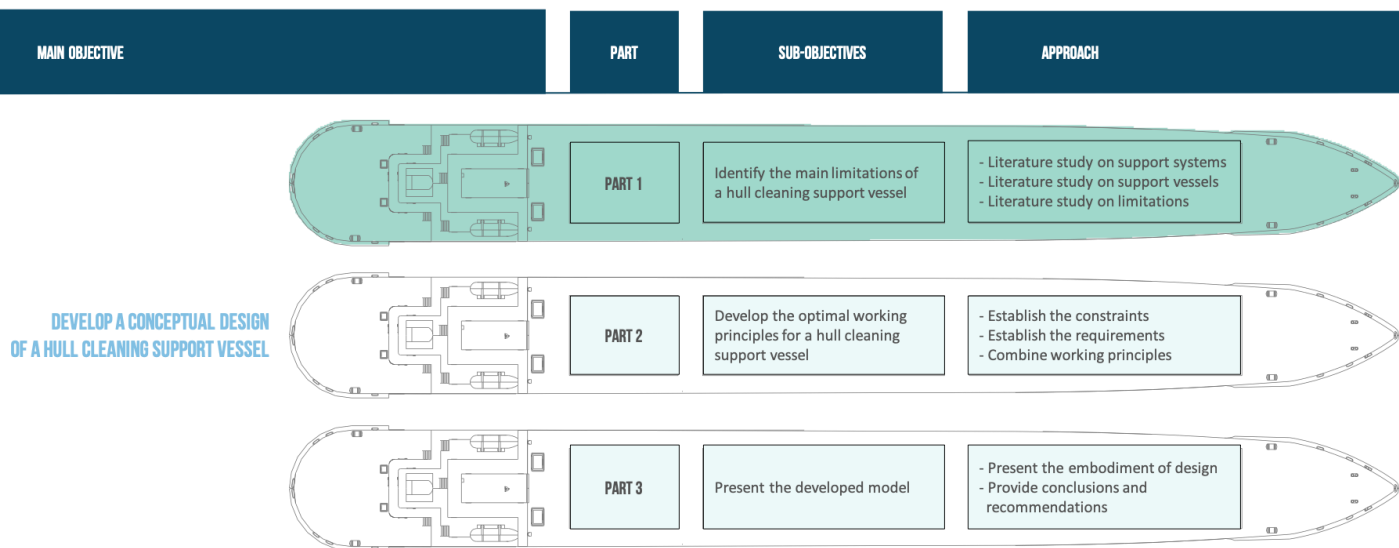 MAIN OBJECTIVE
PART
SUB-OBJECTIVES
APPROACH
PART 1
Identify the main limitations of
a hull cleaning support vessel
- Literature study on support systems
- Literature study on support vessels
- Literature study on limitations
DEVELOP A CONCEPTUAL DESIGN
OF A HULL CLEANING SUPPORT VESSEL
PART 2
Develop the optimal working
principles for a hull cleaning
support vessel
- Establish the constraints
- Establish the requirements
- Combine working principles
PART 3
Present the developed model
- Present the embodiment of design
- Provide conclusions and
recommendations